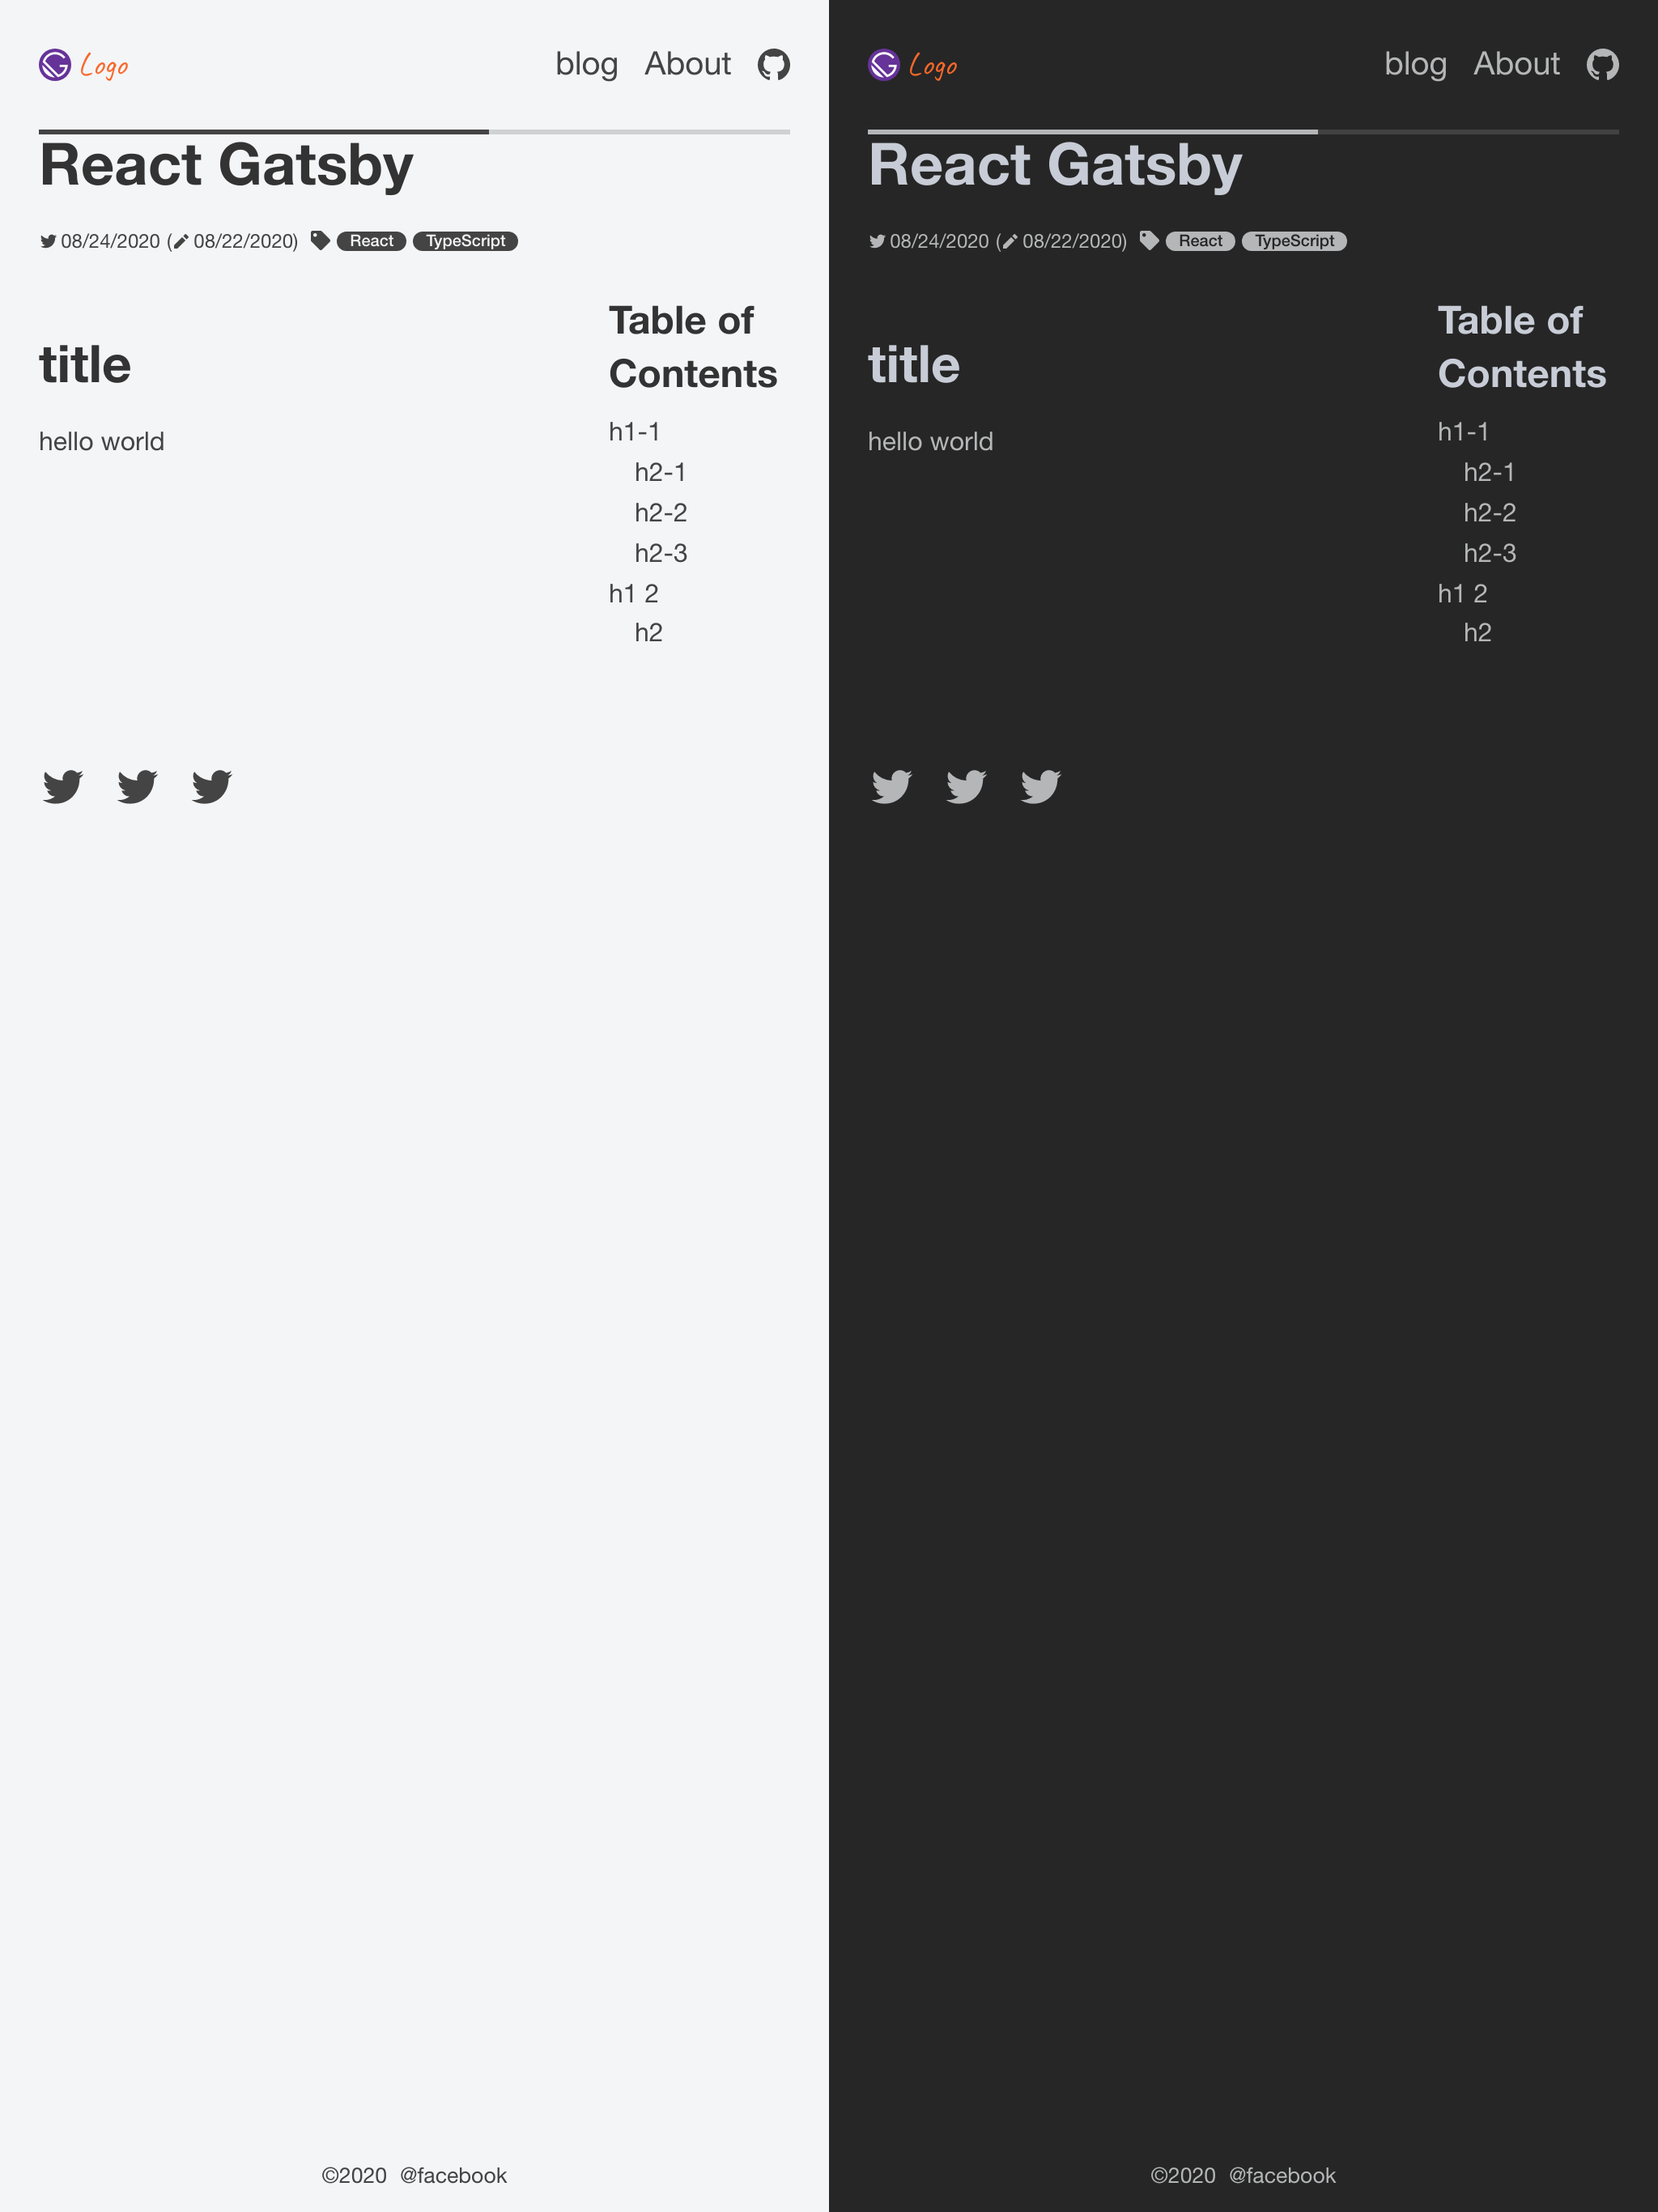 Logo blog About
React Gatsby
08/24/2020 ( 08/22/2020) React TypeScript
title
hello world
Table of
Contents
h1-1
h2-1
h2-2
h2-3
h1 2
h2
©2020 @facebook
Logo blog About
React Gatsby
08/24/2020 ( 08/22/2020) React TypeScript
title
hello world
Table of
Contents
h1-1
h2-1
h2-2
h2-3
h1 2
h2
©2020 @facebook